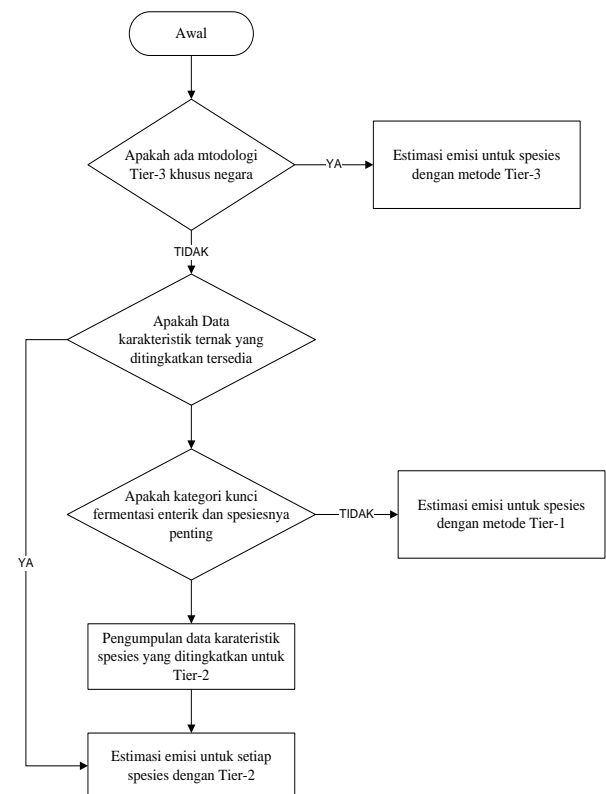 Awal
Apakah ada mtodologi
Tier-3 khusus negara
YA
Estimasi emisi untuk spesies
dengan metode Tier-3
TIDAK
Apakah Data
karakteristik ternak yang
ditingkatkan tersedia
Apakah kategori kunci
fermentasi enterik dan spesiesnya
penting
TIDAK
Estimasi emisi untuk spesies
dengan metode Tier-1
YA
Pengumpulan data karateristik
spesies yang ditingkatkan untuk
Tier-2
Estimasi emisi untuk setiap
spesies dengan Tier-2